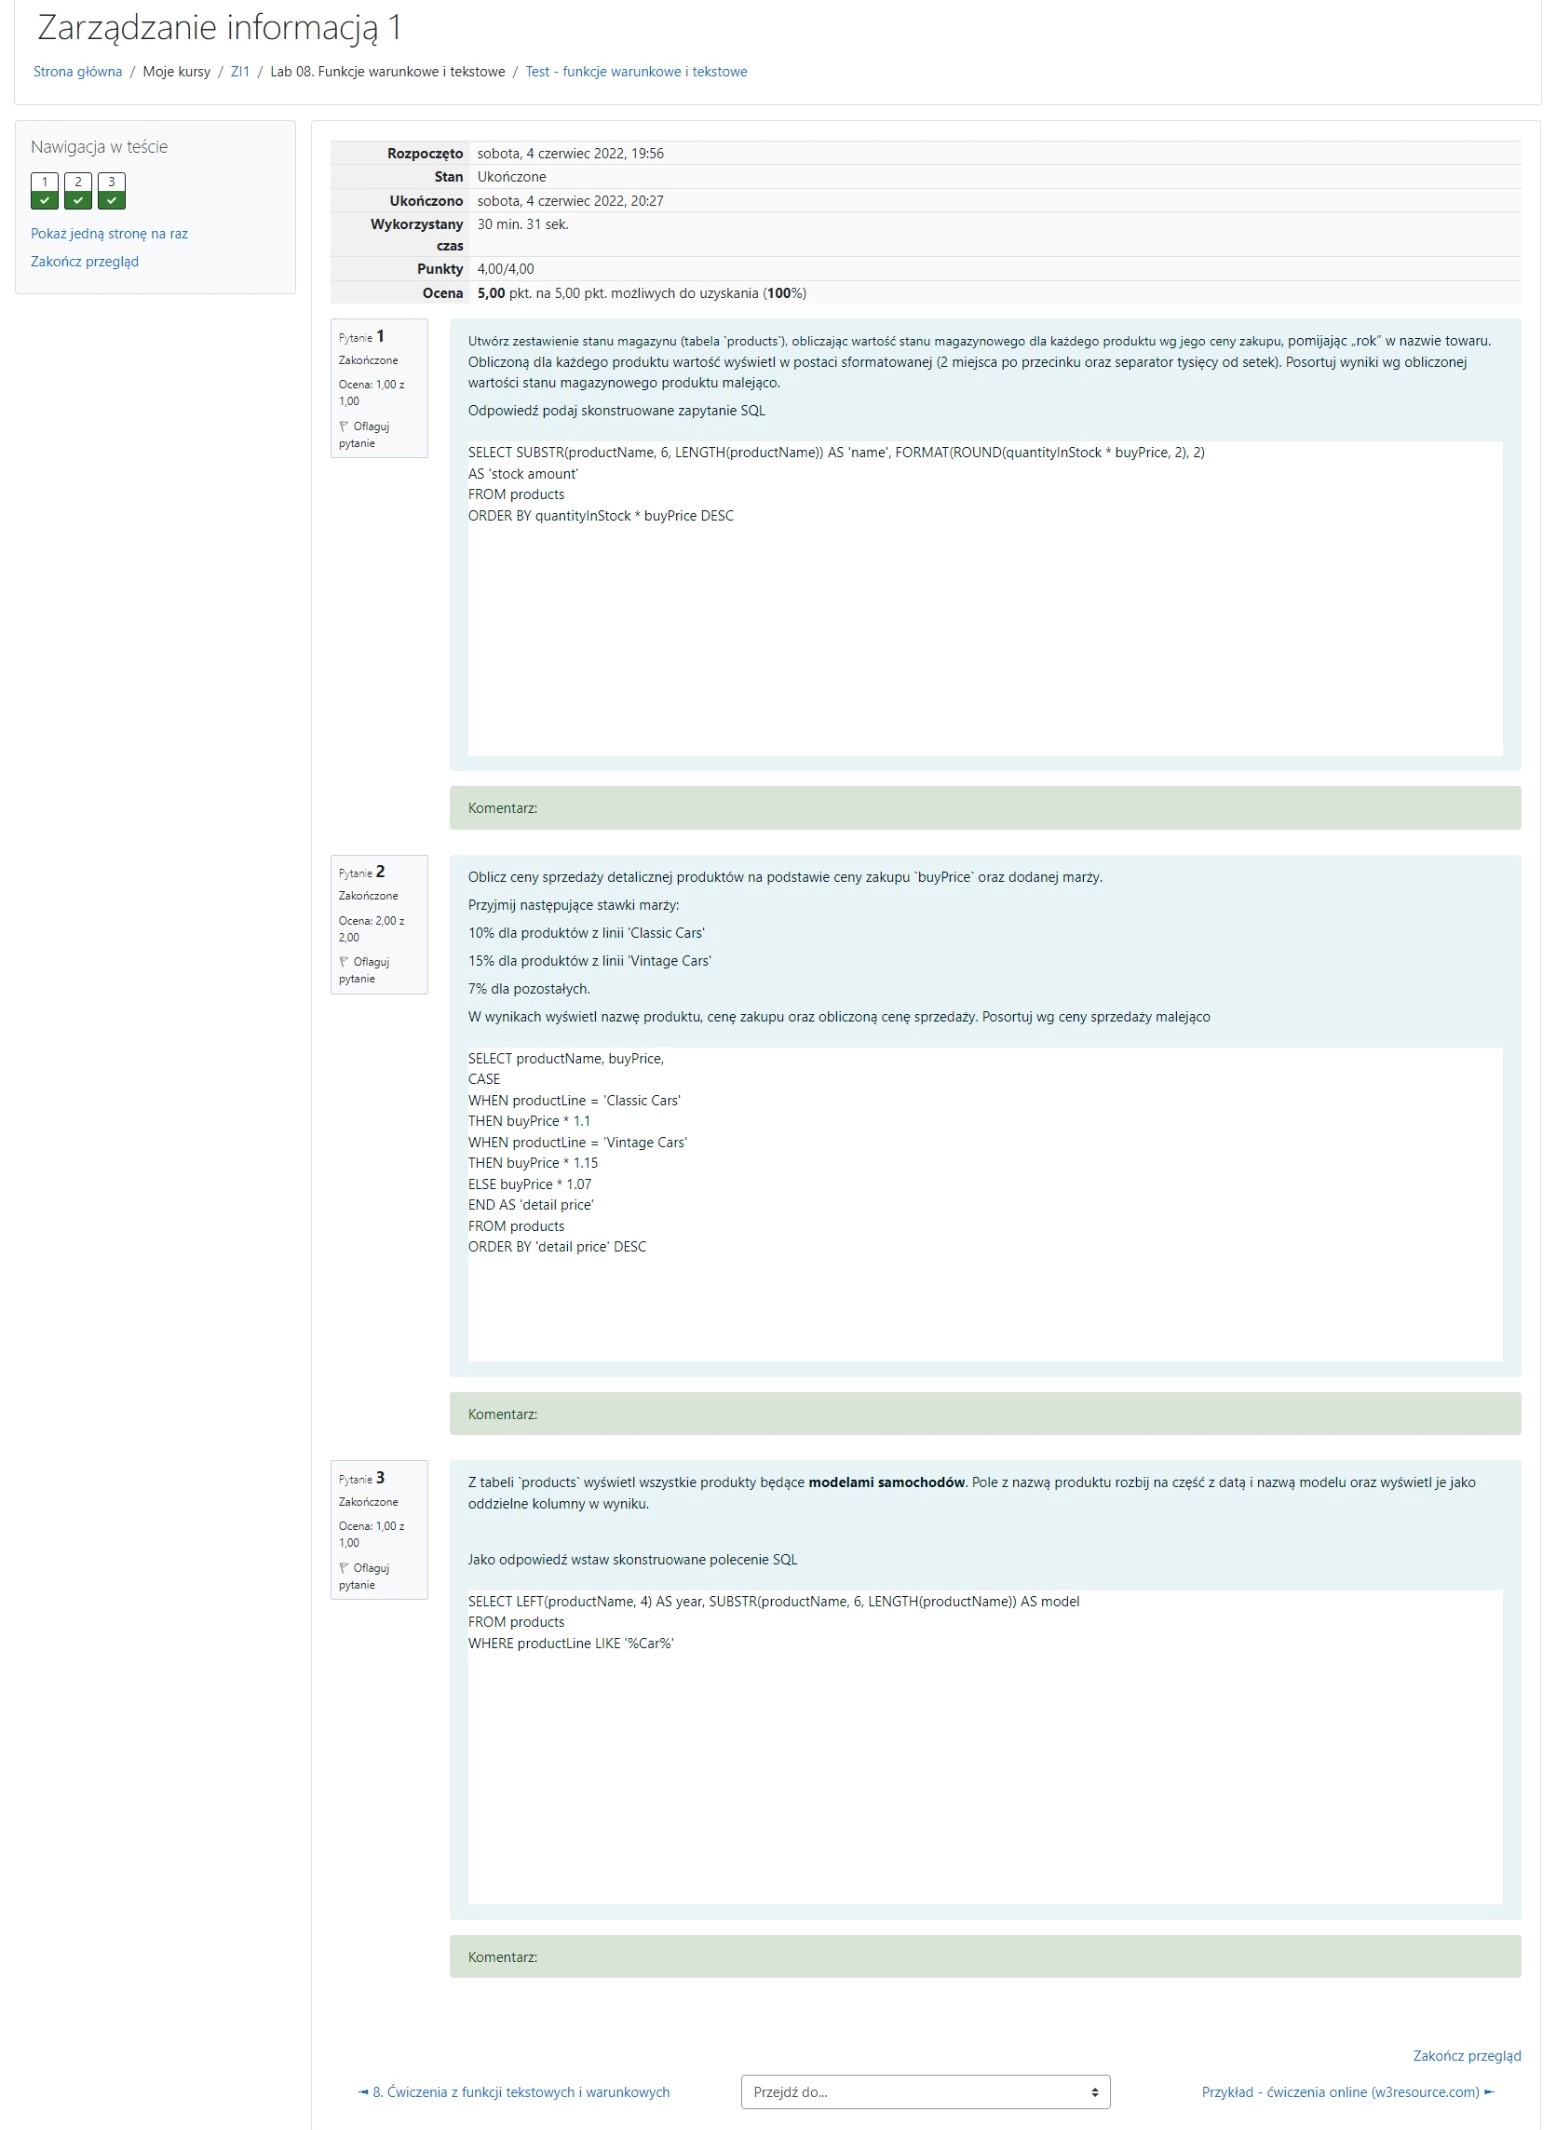 Zarządzanie informacją 1
Strona główna / Moje kursy / ZI1 / Lab 08. Funkcje warunkowe i tekstowe / Test - funkcje warunkowe i tekstowe
Nawigacja w teście
1 2 3
Pokaż jedną stronę na raz
Zakończ przegląd
Rozpoczęto sobota, 4 czerwiec 2022, 19:56
Stan Ukończone
Ukończono sobota, 4 czerwiec 2022, 20:27
Wykorzystany czas 30 min. 31 sek.
Punkty 4,00/4,00
Ocena 5,00 pkt. na 5,00 pkt. możliwych do uzyskania (100%)
Pytanie 1
Zakończone
Ocena: 1,00 z
1,00
Oflaguj
pytanie
Utwórz zestawienie stanu magazynu (tabela `products`), obliczając wartość stanu magazynowego dla każdego produktu wg jego ceny zakupu, pomijając „rok” w nazwie towaru.
Obliczoną dla każdego produktu wartość wyświetl w postaci sformatowanej (2 miejsca po przecinku oraz separator tysięcy od setek). Posortuj wyniki wg obliczonej
wartości stanu magazynowego produktu malejąco.
Odpowiedź podaj skonstruowane zapytanie SQL
SELECT SUBSTR(productName, 6, LENGTH(productName)) AS 'name', FORMAT(ROUND(quantityInStock * buyPrice, 2), 2)
AS 'stock amount'
FROM products
ORDER BY quantityInStock * buyPrice DESC
Komentarz:
Pytanie 2
Zakończone
Ocena: 2,00 z
2,00
Oflaguj
pytanie
Oblicz ceny sprzedaży detalicznej produktów na podstawie ceny zakupu `buyPrice` oraz dodanej marży.
Przyjmij następujące stawki marży:
10% dla produktów z linii 'Classic Cars'
15% dla produktów z linii 'Vintage Cars'
7% dla pozostałych.
W wynikach wyświetl nazwę produktu, cenę zakupu oraz obliczoną cenę sprzedaży. Posortuj wg ceny sprzedaży malejąco
SELECT productName, buyPrice,
CASE
WHEN productLine = 'Classic Cars'
THEN buyPrice * 1.1
WHEN productLine = 'Vintage Cars'
THEN buyPrice * 1.15
ELSE buyPrice * 1.07
END AS 'detail price'
FROM products
ORDER BY 'detail price' DESC
Komentarz:
Pytanie 3
Zakończone
Ocena: 1,00 z
1,00
Oflaguj
pytanie
Z tabeli `products` wyświetl wszystkie produkty będące modelami samochodów. Pole z nazwą produktu rozbij na część z datą i nazwą modelu oraz wyświetl je jako
oddzielne kolumny w wyniku.
Jako odpowiedź wstaw skonstruowane polecenie SQL
SELECT LEFT(productName, 4) AS year, SUBSTR(productName, 6, LENGTH(productName)) AS model
FROM products
WHERE productLine LIKE '%Car%'
Komentarz:
Zakończ przegląd
◄ 8. Ćwiczenia z funkcji tekstowych i warunkowych
Przejdź do...
Przykład - ćwiczenia online (w3resource.com) ►